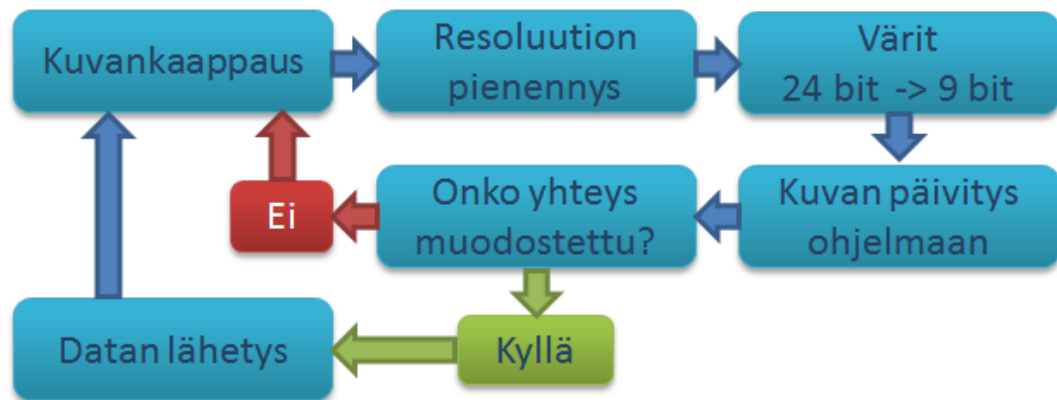 Kuvankaappaus
Resoluution
pienennys
Värit
24 bit -> 9 bit
Kuvan päivitys
ohjelmaan
Onko yhteys
muodostettu?
Ei
Kyllä
Datan lähetys